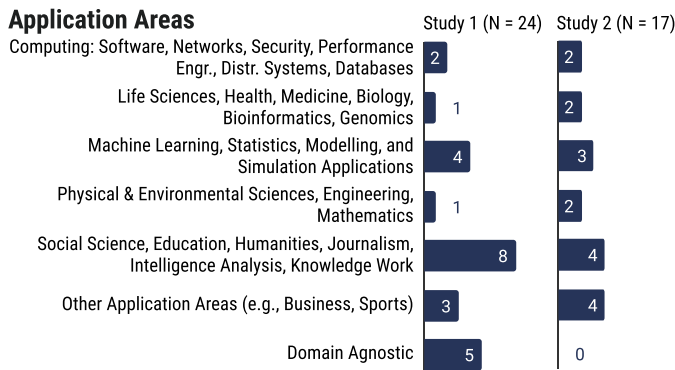 Application Areas
Study 1 (N = 24) Study 2 (N = 17)
Computing: Software, Networks, Security, Performance
Engr., Distr. Systems, Databases
2 2
Life Sciences, Health, Medicine, Biology,
Bioinformatics, Genomics
1 2
Machine Learning, Statistics, Modelling, and
Simulation Applications
4 3
Physical & Environmental Sciences, Engineering,
Mathematics
1 2
Social Science, Education, Humanities, Journalism,
Intelligence Analysis, Knowledge Work
8 4
Other Application Areas (e.g., Business, Sports)
3 4
Domain Agnostic
5 0